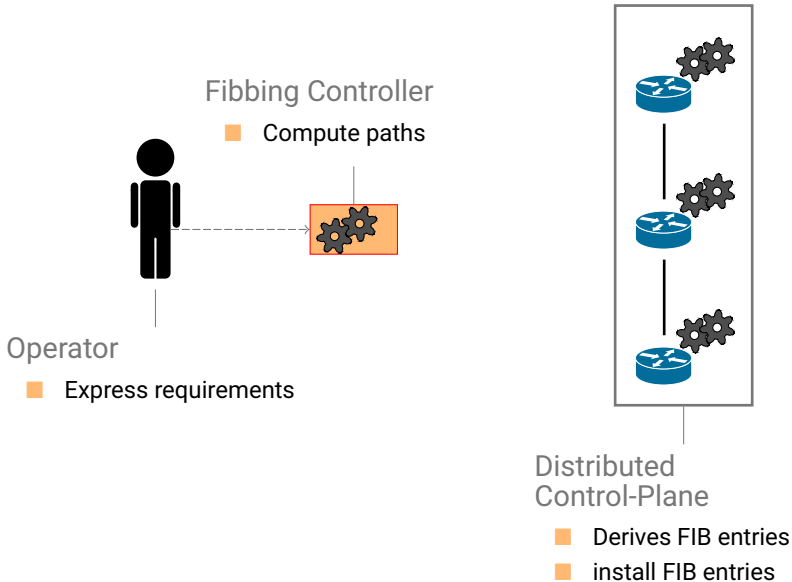 Fibbing Controller
Compute paths
Operator
Express requirements
Distributed
Control-Plane
Derives FIB entries
install FIB entries